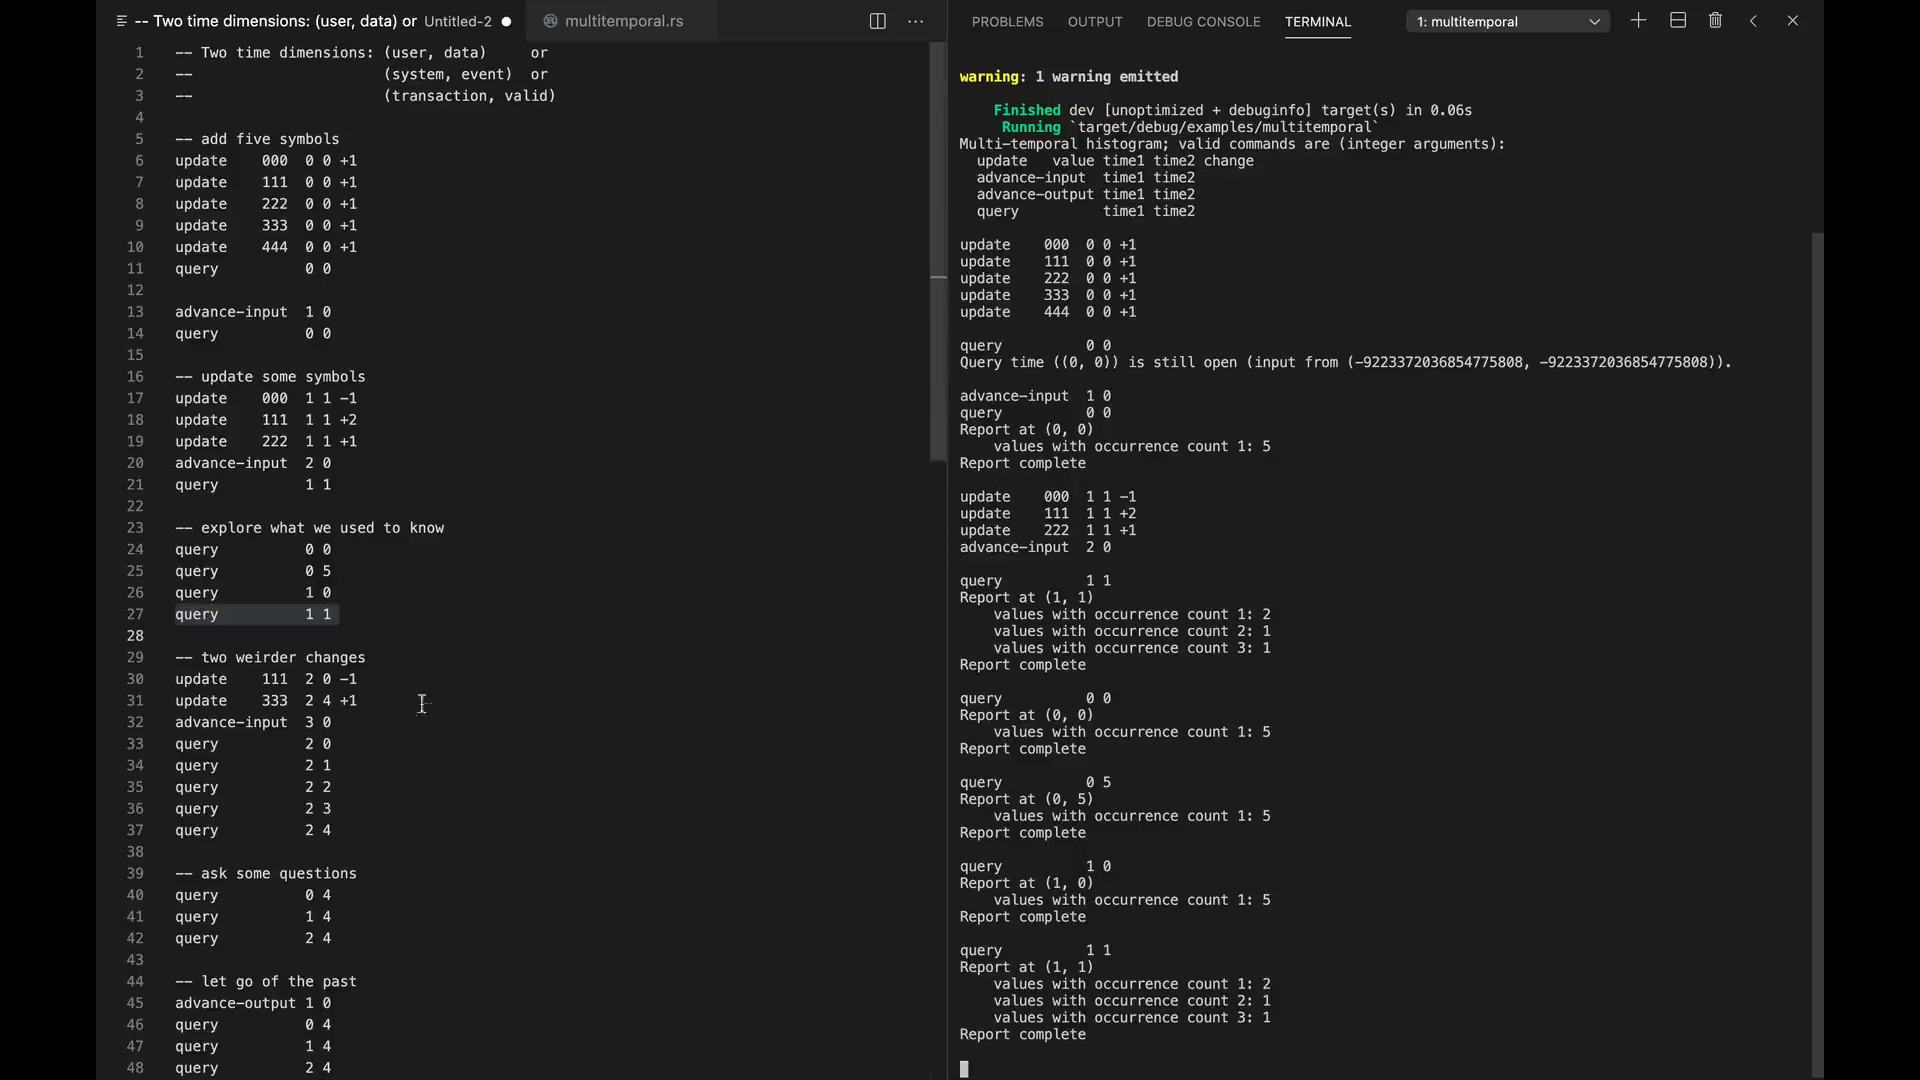 -- Two time dimensions: (user, data) or Untitled-2
multitemporal.rs
1 -- Two time dimensions: (user, data) or
2 -- (system, event) or
3 -- (transaction, valid)
4
5 -- add five symbols
6 update 000 0 0 +1
7 update 111 0 0 +1
8 update 222 0 0 +1
9 update 333 0 0 +1
10 update 444 0 0 +1
11 query 0 0
12
13 advance-input 1 0
14 query 0 0
15
16 -- update some symbols
17 update 000 1 1 -1
18 update 111 1 1 +2
19 update 222 1 1 +1
20 advance-input 2 0
21 query 1 1
22
23 -- explore what we used to know
24 query 0 0
25 query 0 5
26 query 1 0
27 query 1 1
28
29 -- two weirder changes
30 update 111 2 0 -1
31 update 333 2 4 +1
32 advance-input 3 0
33 query 2 0
34 query 2 1
35 query 2 2
36 query 2 3
37 query 2 4
38
39 -- ask some questions
40 query 0 4
41 query 1 4
42 query 2 4
43
44 -- let go of the past
45 advance-output 1 0
46 query 0 4
47 query 1 4
48 query 2 4
PROBLEMS OUTPUT DEBUG CONSOLE TERMINAL 1: multitemporal
warning: 1 warning emitted
Finished dev [unoptimized + debuginfo] target(s) in 0.06s
Running `target/debug/examples/multitemporal`
Multi-temporal histogram; valid commands are (integer arguments):
update value time1 time2 change
advance-input time1 time2
advance-output time1 time2
query time1 time2
update 000 0 0 +1
update 111 0 0 +1
update 222 0 0 +1
update 333 0 0 +1
update 444 0 0 +1
query 0 0
Query time ((0, 0)) is still open (input from (-9223372036854775808, -9223372036854775808)).
advance-input 1 0
query 0 0
Report at (0, 0)
values with occurrence count 1: 5
Report complete
update 000 1 1 -1
update 111 1 1 +2
update 222 1 1 +1
advance-input 2 0
query 1 1
Report at (1, 1)
values with occurrence count 1: 2
values with occurrence count 2: 1
values with occurrence count 3: 1
Report complete
query 0 0
Report at (0, 0)
values with occurrence count 1: 5
Report complete
query 0 5
Report at (0, 5)
values with occurrence count 1: 5
Report complete
query 1 0
Report at (1, 0)
values with occurrence count 1: 5
Report complete
query 1 1
Report at (1, 1)
values with occurrence count 1: 2
values with occurrence count 2: 1
values with occurrence count 3: 1
Report complete